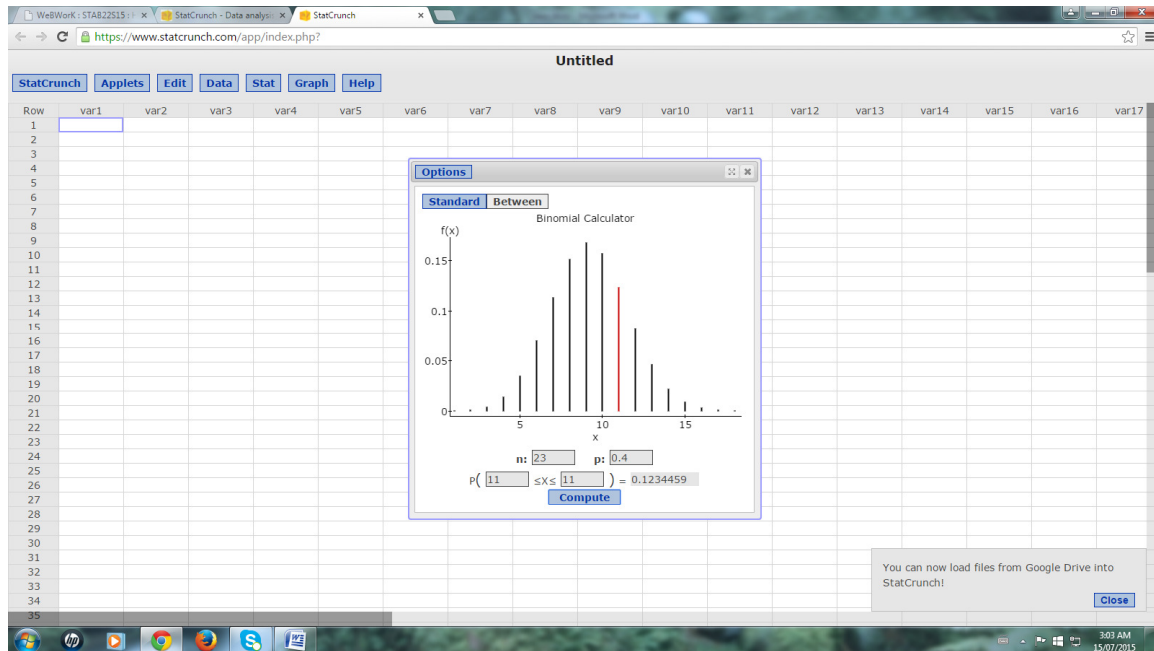 WeBWorK : STAB22S15 :
StatCrunch - Data analysi
StatCrunch
https://www.statcrunch.com/app/index.php?
Untitled
StatCrunch Applets Edit Data Stat Graph Help
Row var1 var2 var3 var4 var5 var6 var7 var8 var9 var10 var11 var12 var13 var14 var15 var16 var17
1
2
3
4
5
6
7
8
9
10
11
12
13
14
15
16
17
18
19
20
21
22
23
24
25
26
27
28
29
30
31
32
33
34
35
Options
Standard Between
Binomial Calculator
f(x)
0.15
0.1
0.05
0
5 10 15
x
n: 23 p: 0.4
P( 11 ≤X≤ 11 ) = 0.1234459
Compute
You can now load files from Google Drive into
StatCrunch!
Close
3:03 AM
15/07/2015